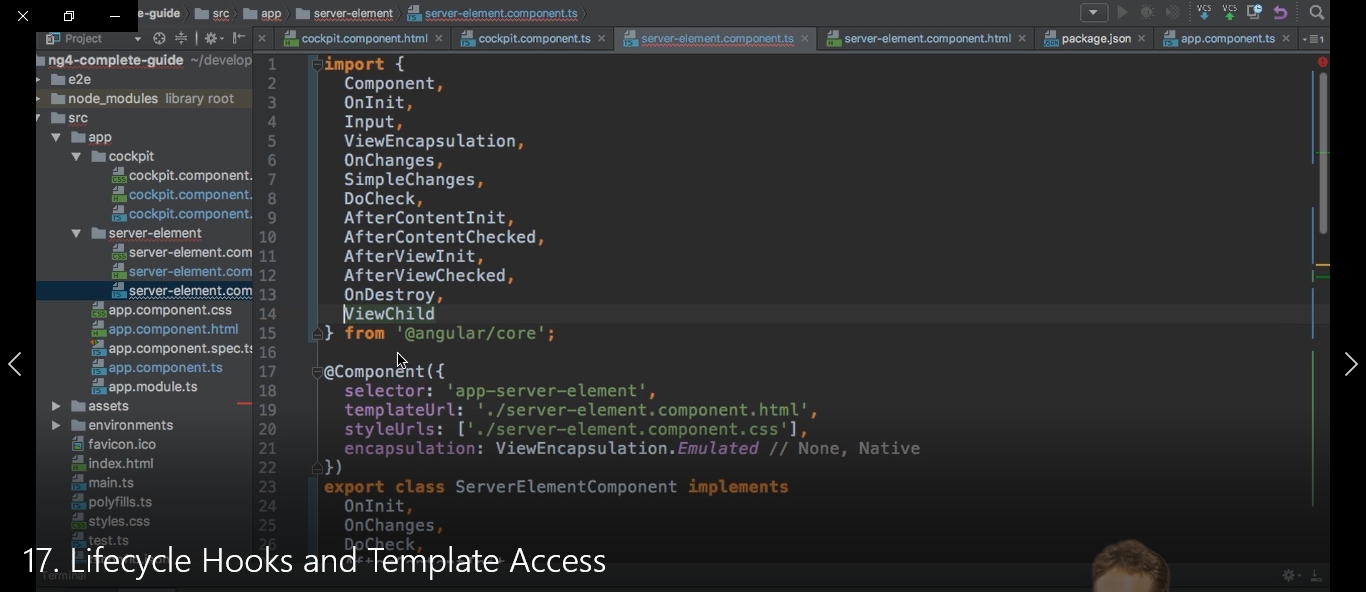 e-guide src app server-element server-element.component.ts
VCS VCS
Project
cockpit.component.html cockpit.component.ts server-element.component.ts server-element.component.html package.json app.component.ts
ng4-complete-guide ~/develop
e2e
node_modules library root
src
app
cockpit
cockpit.component.
cockpit.component.
cockpit.component.
server-element
server-element.com
server-element.com
server-element.com
app.component.css
app.component.html
app.component.spec.ts
app.component.ts
app.module.ts
assets
environments
favicon.ico
index.html
main.ts
polyfills.ts
styles.css
test.ts
1 import {
2 Component,
3 OnInit,
4 Input,
5 ViewEncapsulation,
6 OnChanges,
7 SimpleChanges,
8 DoCheck,
9 AfterContentInit,
10 AfterContentChecked,
11 AfterViewInit,
12 AfterViewChecked,
13 OnDestroy,
14 ViewChild
15 } from '@angular/core';
16
17 @Component({
18 selector: 'app-server-element',
19 templateUrl: './server-element.component.html',
20 styleUrls: ['./server-element.component.css'],
21 encapsulation: ViewEncapsulation.Emulated // None, Native
22 })
23 export class ServerElementComponent implements
24 OnInit,
25 OnChanges,
26 DoCheck,
17. Lifecycle Hooks and Template Access
Terminal